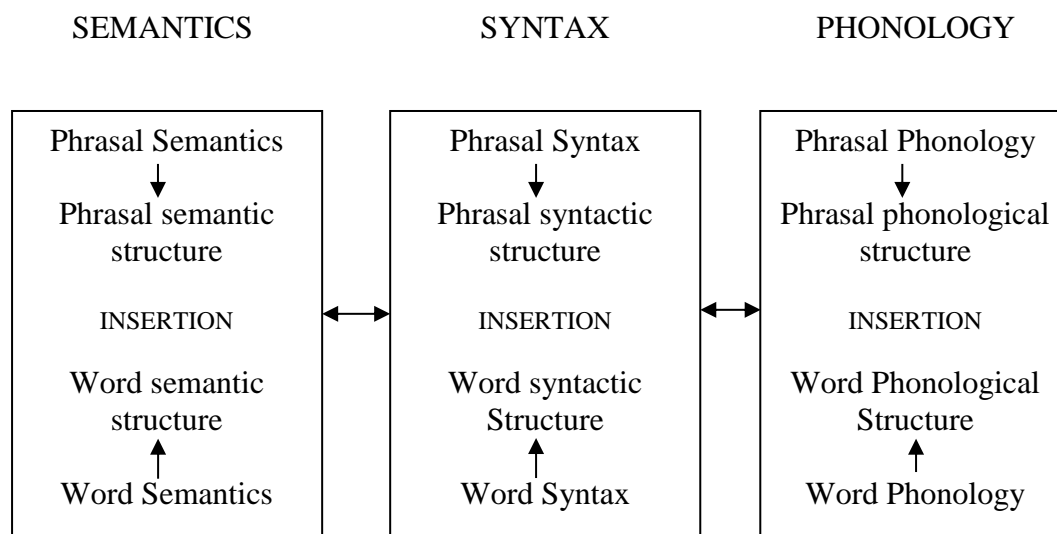 SEMANTICS SYNTAX PHONOLOGY
Phrasal Semantics Phrasal Syntax Phrasal Phonology
Phrasal semantic Phrasal syntactic Phrasal phonological
structure structure structure
INSERTION INSERTION INSERTION
Word semantic Word syntactic Word Phonological
structure Structure Structure
Word Semantics Word Syntax Word Phonology